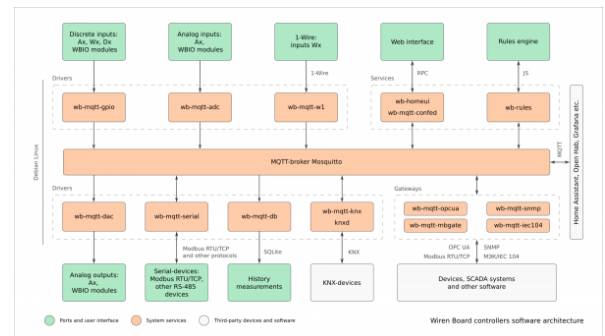 Discrete inputs:
Ax, Wx, Dx
WBIO modules
Analog inputs:
Ax,
WBIO modules
1-Wire:
inputs Wx
Web interface
Rules engine
1-Wire
RPC
JS
Drivers
Services
wb-mqtt-gpio
wb-mqtt-adc
wb-mqtt-w1
wb-homeui
wb-mqtt-confed
wb-rules
Debian Linux
MQTT-broker Mosquitto
MQTT
Home Assistant, Open Hab, Grafana etc.
Drivers
Gateways
wb-mqtt-dac
wb-mqtt-serial
wb-mqtt-db
wb-mqtt-knx
knxd
wb-mqtt-opcua
wb-mqtt-snmp
wb-mqtt-mbgate
wb-mqtt-iec104
Modbus RTU/TCP
and other protocols
SQLite
KNX
OPC UA
Modbus RTU/TCP
SNMP
МЭК/IEC 104
Analog outputs:
Ax,
WBIO modules
Serial-devices:
Modbus RTU/TCP,
other RS-485
devices
History
measurements
KNX-devices
Devices, SCADA systems
and other software
Wiren Board controllers software architecture
Ports and user interface
System services
Third-party devices and software